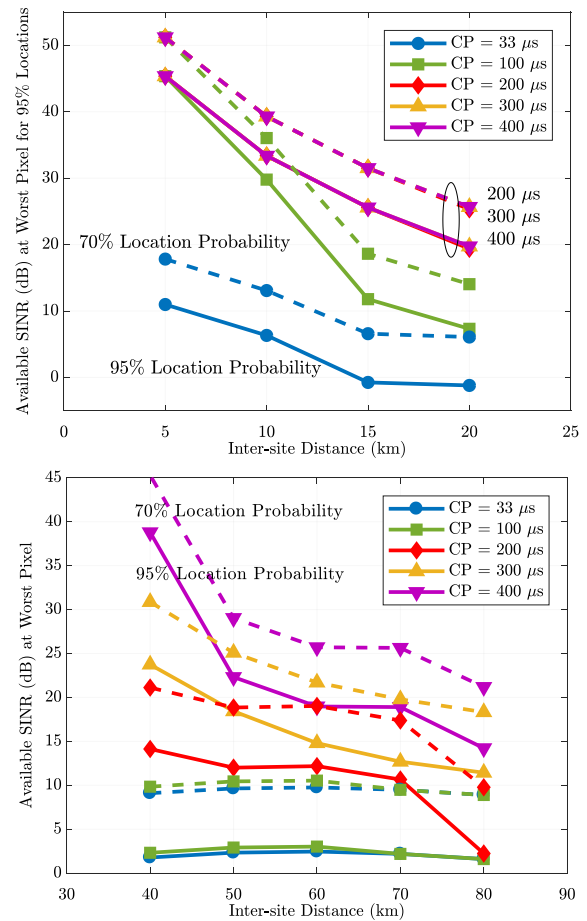 Available SINR (dB) at Worst Pixel for 95% Locations
50
40
30
20
10
0
CP = 33 μs
CP = 100 μs
CP = 200 μs
CP = 300 μs
CP = 400 μs
200 μs
300 μs
400 μs
70% Location Probability
95% Location Probability
0 5 10 15 20 25
Inter-site Distance (km)
Available SINR (dB) at Worst Pixel
45
40
35
30
25
20
15
10
5
0
70% Location Probability
95% Location Probability
CP = 33 μs
CP = 100 μs
CP = 200 μs
CP = 300 μs
CP = 400 μs
30 40 50 60 70 80 90
Inter-site Distance (km)